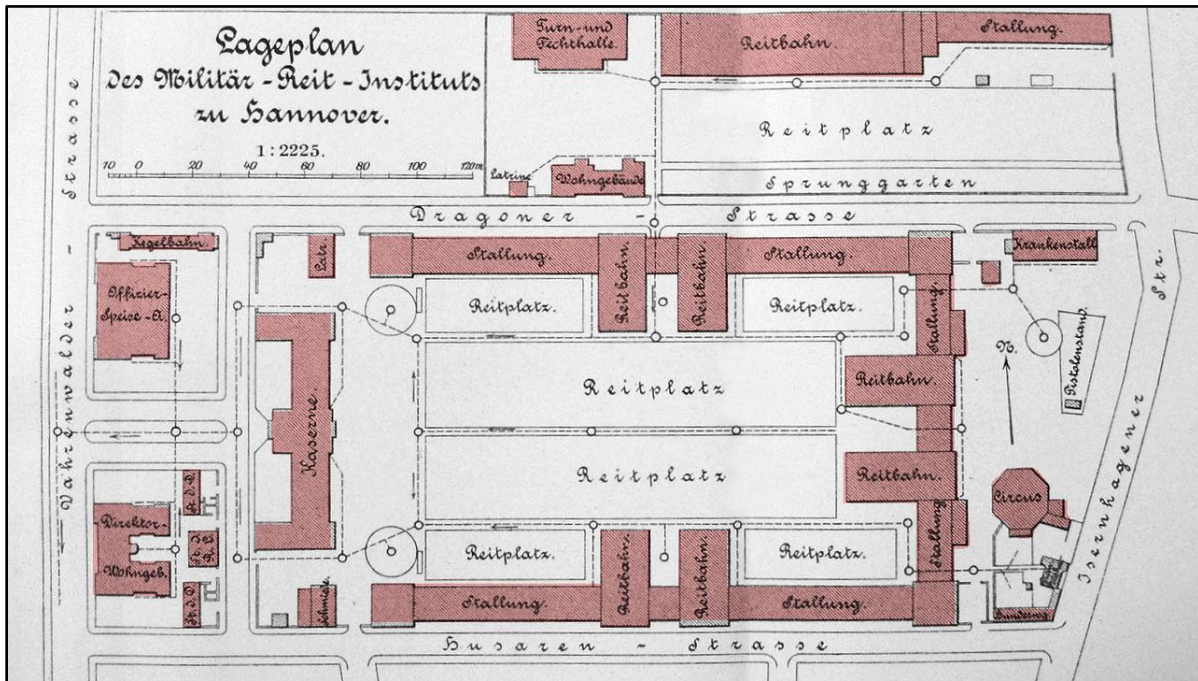 Lageplan
des Militär-Reit-Instituts
zu Hannover.
1:2225.
10 0 20 40 60 80 100 120m
Turn- und
Fechthalle.
Reitbahn.
Stallung.
Reitplatz
Sprunggarten
Latrine
Wohngebäude
Dragoner - Strasse
Vahrenwalder - Strasse
Kegelbahn.
Offizier-
Speise-A.
Latr.
Stallung.
Reitbahn.
Reitbahn.
Stallung.
Krankenstall
Reitplatz.
Reitplatz.
Stallung.
Pistolenstand.
N.
Isernhagener Str.
Kaserne.
Reitplatz
Reitbahn.
Reitplatz
Reitbahn.
Circus
Direktor-
Wohngeb.
St. d. D.
Reitplatz.
Reitplatz.
Stallung
Schmiede.
Stallung.
Reitbahn.
Reitbahn.
Stallung.
Husaren - Strasse